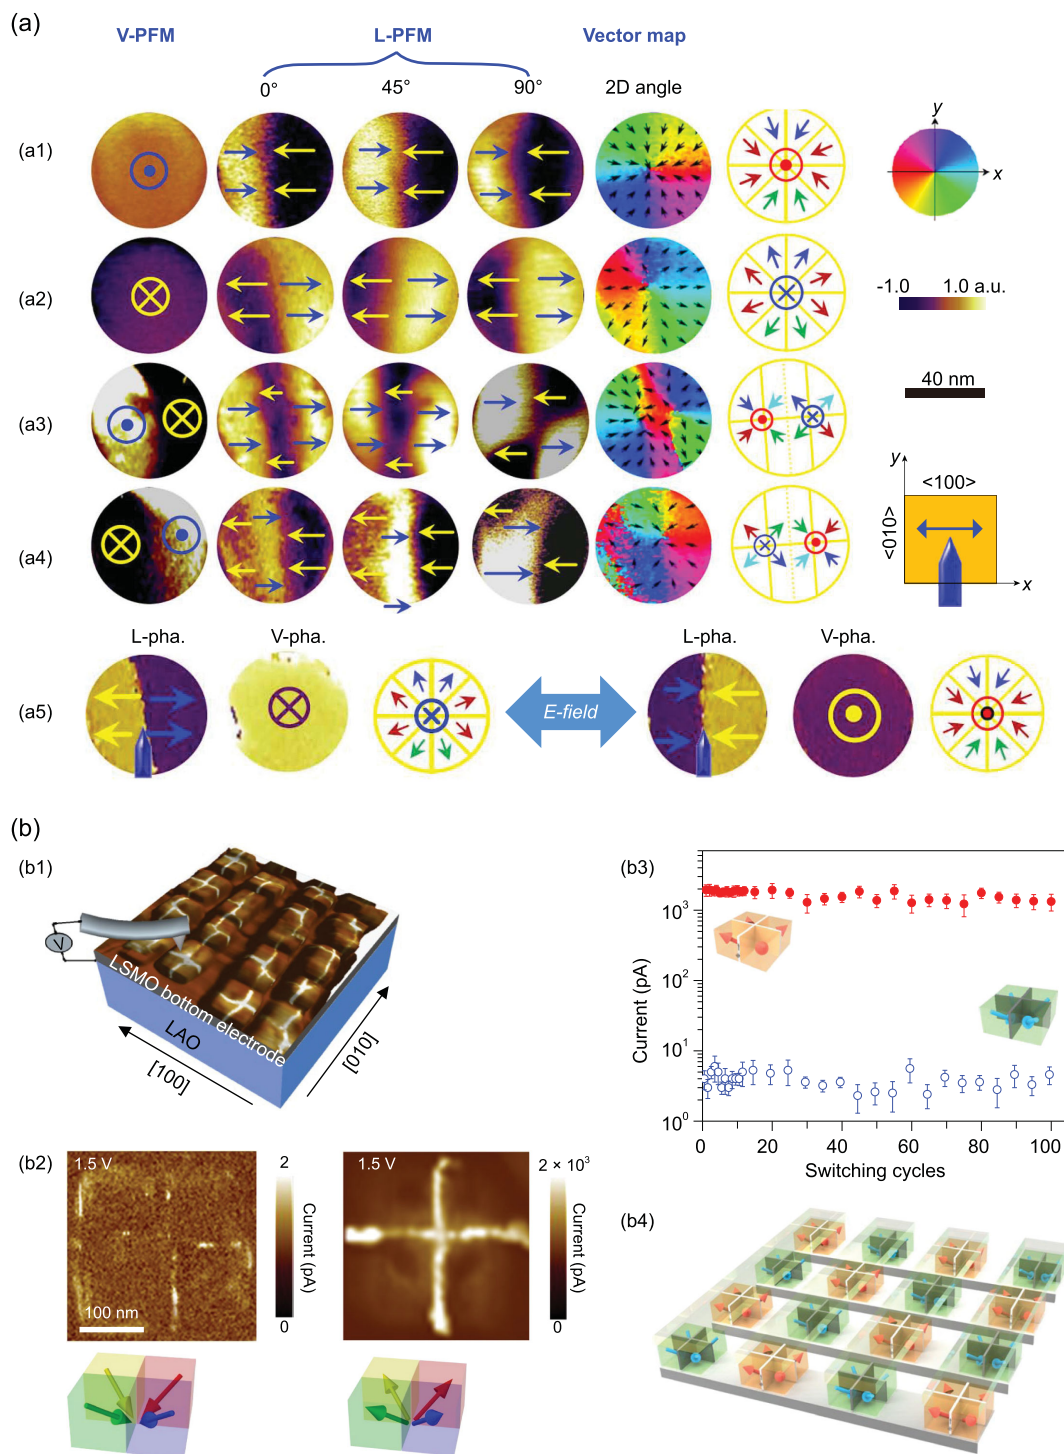 (a)
V-PFM
L-PFM
Vector map
0°
45°
90°
2D angle
(a1)
y
x
(a2)
-1.0
1.0 a.u.
(a3)
40 nm
y
<100>
<010>
x
(a4)
L-pha.
V-pha.
L-pha.
V-pha.
(a5)
E-field
(b)
(b1)
V
LSMO bottom electrode
LAO
[100]
[010]
(b3)
Current (pA)
10³
10²
10¹
10⁰
0
20
40
60
80
100
Switching cycles
(b2)
1.5 V
100 nm
2
Current (pA)
0
1.5 V
2 × 10³
Current (pA)
0
(b4)